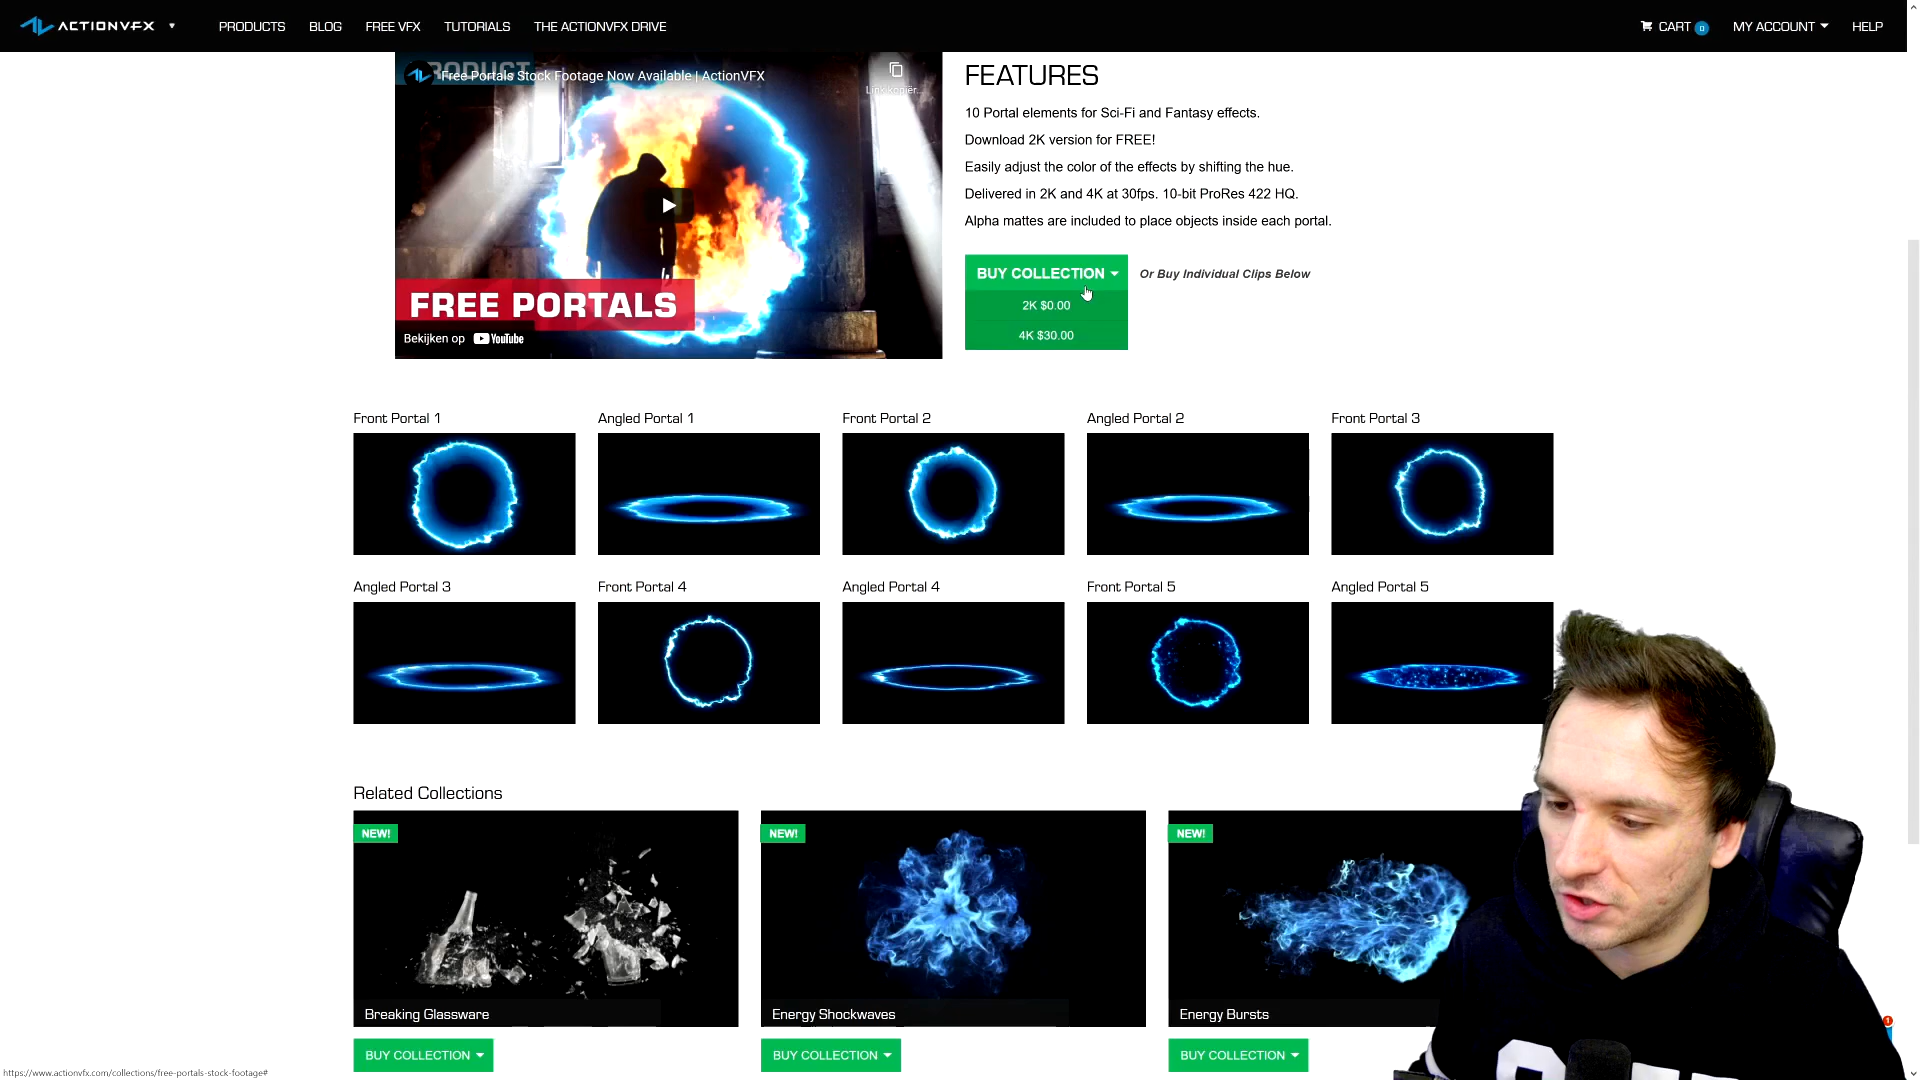 ACTIONVFX
PRODUCTS
BLOG
FREE VFX
TUTORIALS
THE ACTIONVFX DRIVE
CART 0
MY ACCOUNT
HELP
PRODUCT
Free Portals Stock Footage Now Available | ActionVFX
Link kopiër...
FREE PORTALS
Bekijken op YouTube
FEATURES
10 Portal elements for Sci-Fi and Fantasy effects.
Download 2K version for FREE!
Easily adjust the color of the effects by shifting the hue.
Delivered in 2K and 4K at 30fps. 10-bit ProRes 422 HQ.
Alpha mattes are included to place objects inside each portal.
BUY COLLECTION
Or Buy Individual Clips Below
2K $0.00
4K $30.00
Front Portal 1
Angled Portal 1
Front Portal 2
Angled Portal 2
Front Portal 3
Angled Portal 3
Front Portal 4
Angled Portal 4
Front Portal 5
Angled Portal 5
Related Collections
NEW!
NEW!
NEW!
Breaking Glassware
Energy Shockwaves
Energy Bursts
BUY COLLECTION
BUY COLLECTION
BUY COLLECTION
1
https://www.actionvfx.com/collections/free-portals-stock-footage#